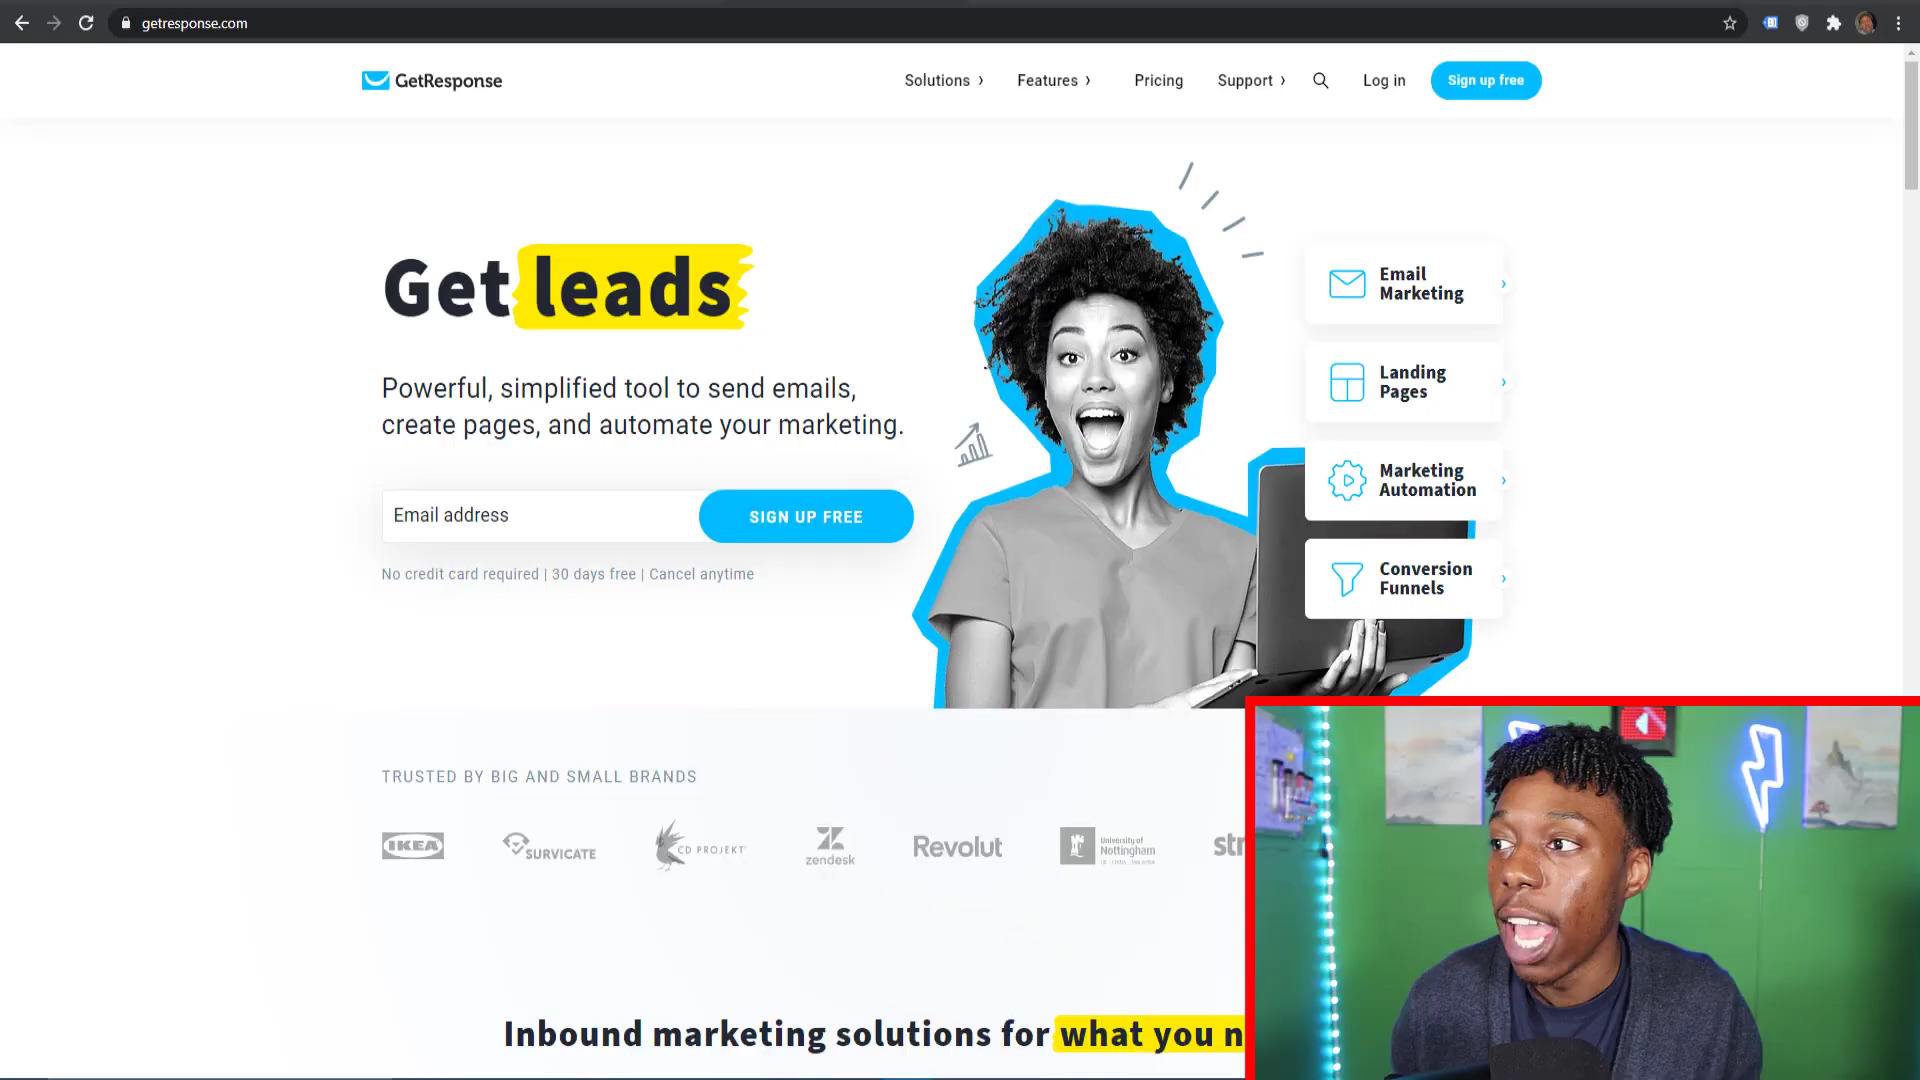 getresponse.com
GetResponse
Solutions Features Pricing Support Log in Sign up free
Get leads
Powerful, simplified tool to send emails,
create pages, and automate your marketing.
Email address
SIGN UP FREE
No credit card required | 30 days free | Cancel anytime
Email
Marketing
Landing
Pages
Marketing
Automation
Conversion
Funnels
TRUSTED BY BIG AND SMALL BRANDS
IKEA
SURVICATE
CD PROJEKT
zendesk
Revolut
University of
Nottingham
str
Inbound marketing solutions for what you n